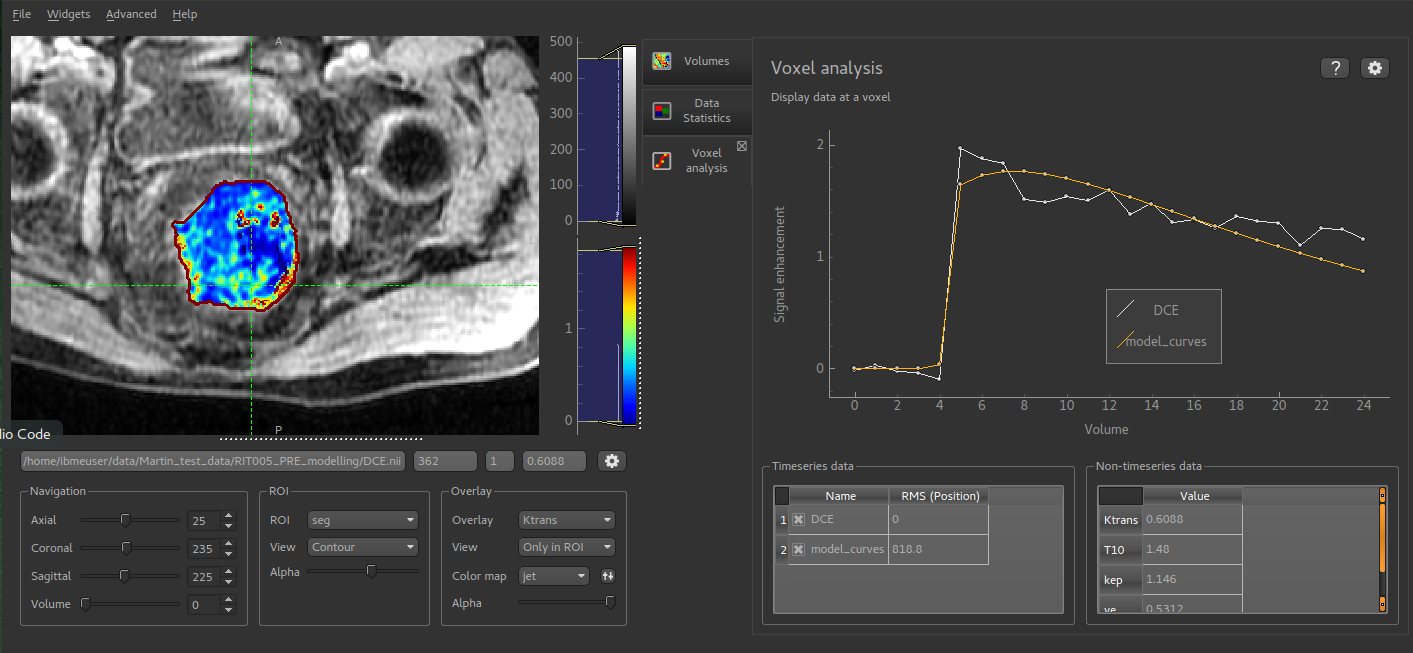 File Widgets Advanced Help
A
P
500
400
300
200
100
0
1
0
Volumes
Data
Statistics
Voxel
analysis
Voxel analysis
?
Display data at a voxel
Signal enhancement
2
1
0
DCE
model_curves
0 2 4 6 8 10 12 14 16 18 20 22 24
Volume
dio Code
/home/ibmeuser/data/Martin_test_data/RIT005_PRE_modelling/DCE.nii 362 1 0.6088
Navigation
Axial 25
Coronal 235
Sagittal 225
Volume 0
ROI
ROI seg
View Contour
Alpha
Overlay
Overlay Ktrans
View Only in ROI
Color map jet
Alpha
Timeseries data
Name RMS (Position)
1 DCE 0
2 model_curves 818.8
Non-timeseries data
Value
Ktrans 0.6088
T10 1.48
kep 1.146
ve 0.5312